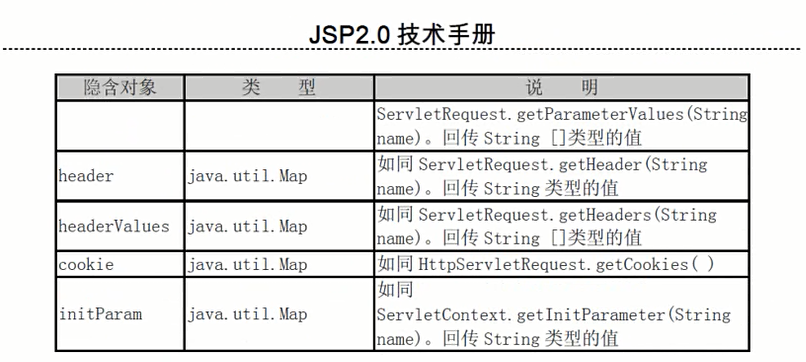 JSP2.0 技术手册
隐含对象 类 型 说 明
ServletRequest.getParameterValues(String
name)。回传 String []类型的值
header java.util.Map 如同 ServletRequest.getHeader(String
name)。回传 String 类型的值
headerValues java.util.Map 如同 ServletRequest.getHeaders(String
name)。回传 String []类型的值
cookie java.util.Map 如同 HttpServletRequest.getCookies( )
initParam java.util.Map 如同
ServletContext.getInitParameter(String
name)。回传 String 类型的值